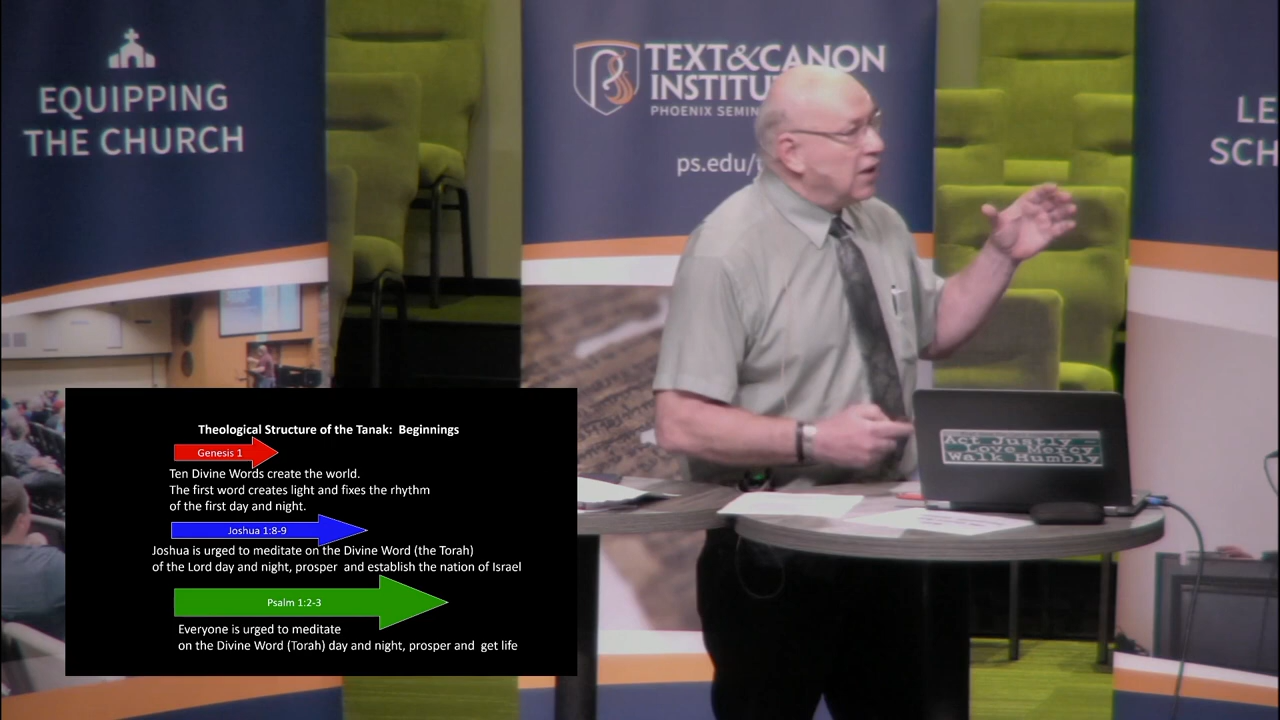 EQUIPPING
THE CHURCH
TEXT&CANON
PHOENIX
ps.edu/
Theological Structure of the Tanak: Beginnings
Genesis 1
Ten Divine Words create the world.
The first word creates light and fixes the rhythm
of the first day and night.
Joshua 1:8-9
Joshua is urged to meditate on the Divine Word (the Torah)
of the Lord day and night, prosper and establish the nation of Israel
Psalm 1:2-3
Everyone is urged to meditate
on the Divine Word (Torah) day and night, prosper and get life
Act Justly –
Love Mercy
Walk Humbly